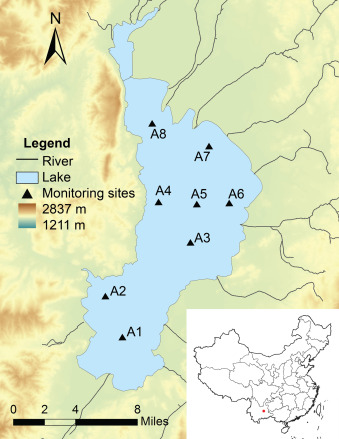 N
A8
A7
Legend
River
Lake
Monitoring sites
2837 m
1211 m
A4
A5
A6
A3
A2
A1
0 2 4 8
Miles